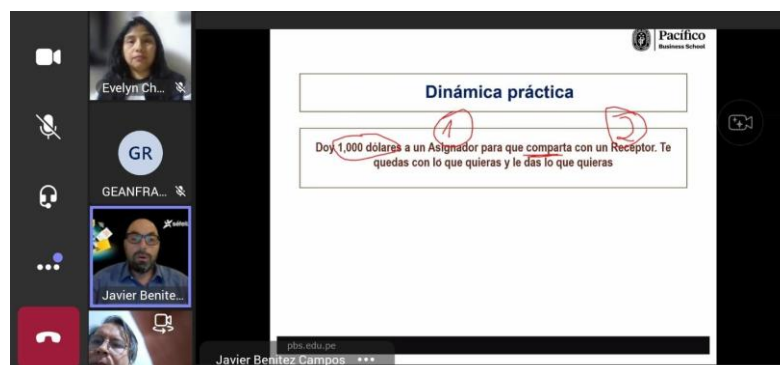 Evelyn Ch...
GR
GEANFRA...
Javier Benite...
Pacífico
Business School
Dinámica práctica
1
2
Doy 1,000 dólares a un Asignador para que comparta con un Receptor. Te
quedas con lo que quieras y le das lo que quieras
pbs.edu.pe
Javier Benitez Campos •••